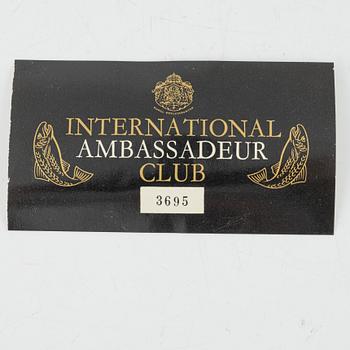 INTERNATIONAL
AMBASSADEUR
CLUB
3695